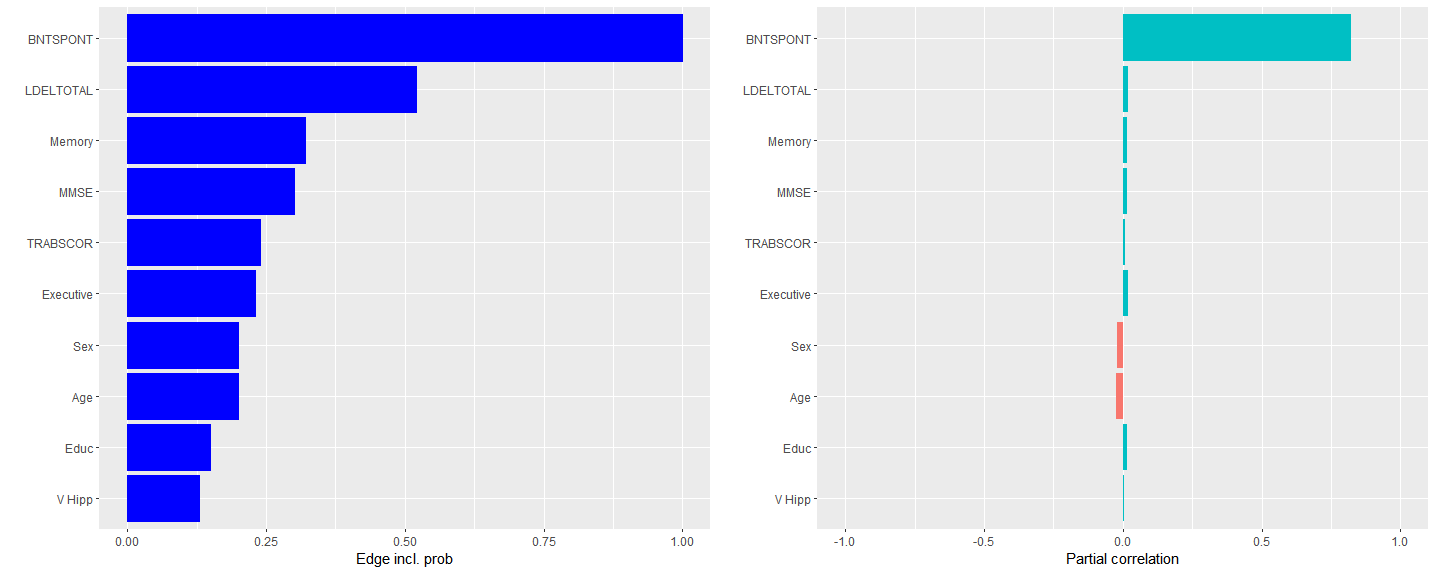 BNTSPONT
LDELTOTAL
Memory
MMSE
TRABSCOR
Executive
Sex
Age
Educ
V Hipp
0.00 0.25 0.50 0.75 1.00
Edge incl. prob
BNTSPONT
LDELTOTAL
Memory
MMSE
TRABSCOR
Executive
Sex
Age
Educ
V Hipp
-1.0 -0.5 0.0 0.5 1.0
Partial correlation